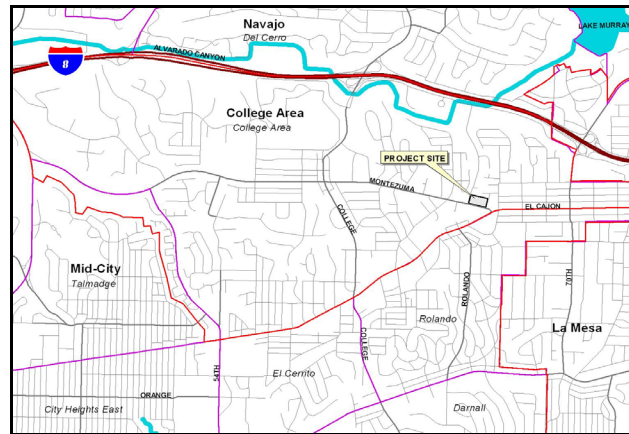 Navajo
Del Cerro
LAKE MURRAY
ALVARADO CANYON
8
College Area
College Area
PROJECT SITE
MONTEZUMA
EL CAJON
COLLEGE
Mid-City
Talmadge
ROLANDO
70TH
Rolando
La Mesa
COLLEGE
54TH
El Cerrito
ORANGE
City Heights East
Darnall